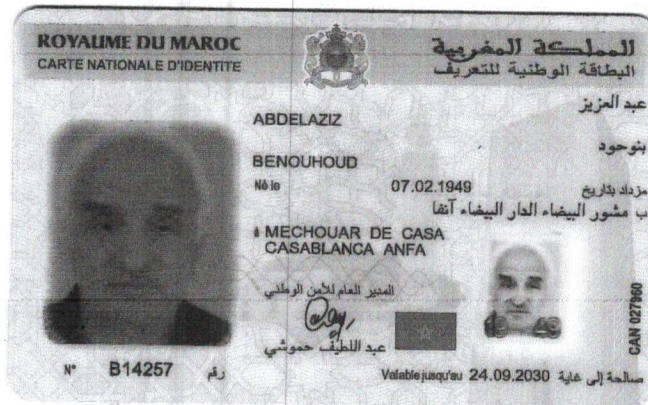 ROYAUME DU MAROC
المملكة المغربية
CARTE NATIONALE D'IDENTITE
البطاقة الوطنية للتعريف
عبد العزيز
ABDELAZIZ
بنوحود
BENOUHOUD
Né le 07.02.1949 مزداد بتاريخ
ب مشور البيضاء الدار البيضاء آنفا
à MECHOUAR DE CASA
CASABLANCA ANFA
المدير العام للأمن الوطني
عبد اللطيف حموشي
CAN 027960
N° B14257 رقم
Valable jusqu'au 24.09.2030 صالحة إلى غاية